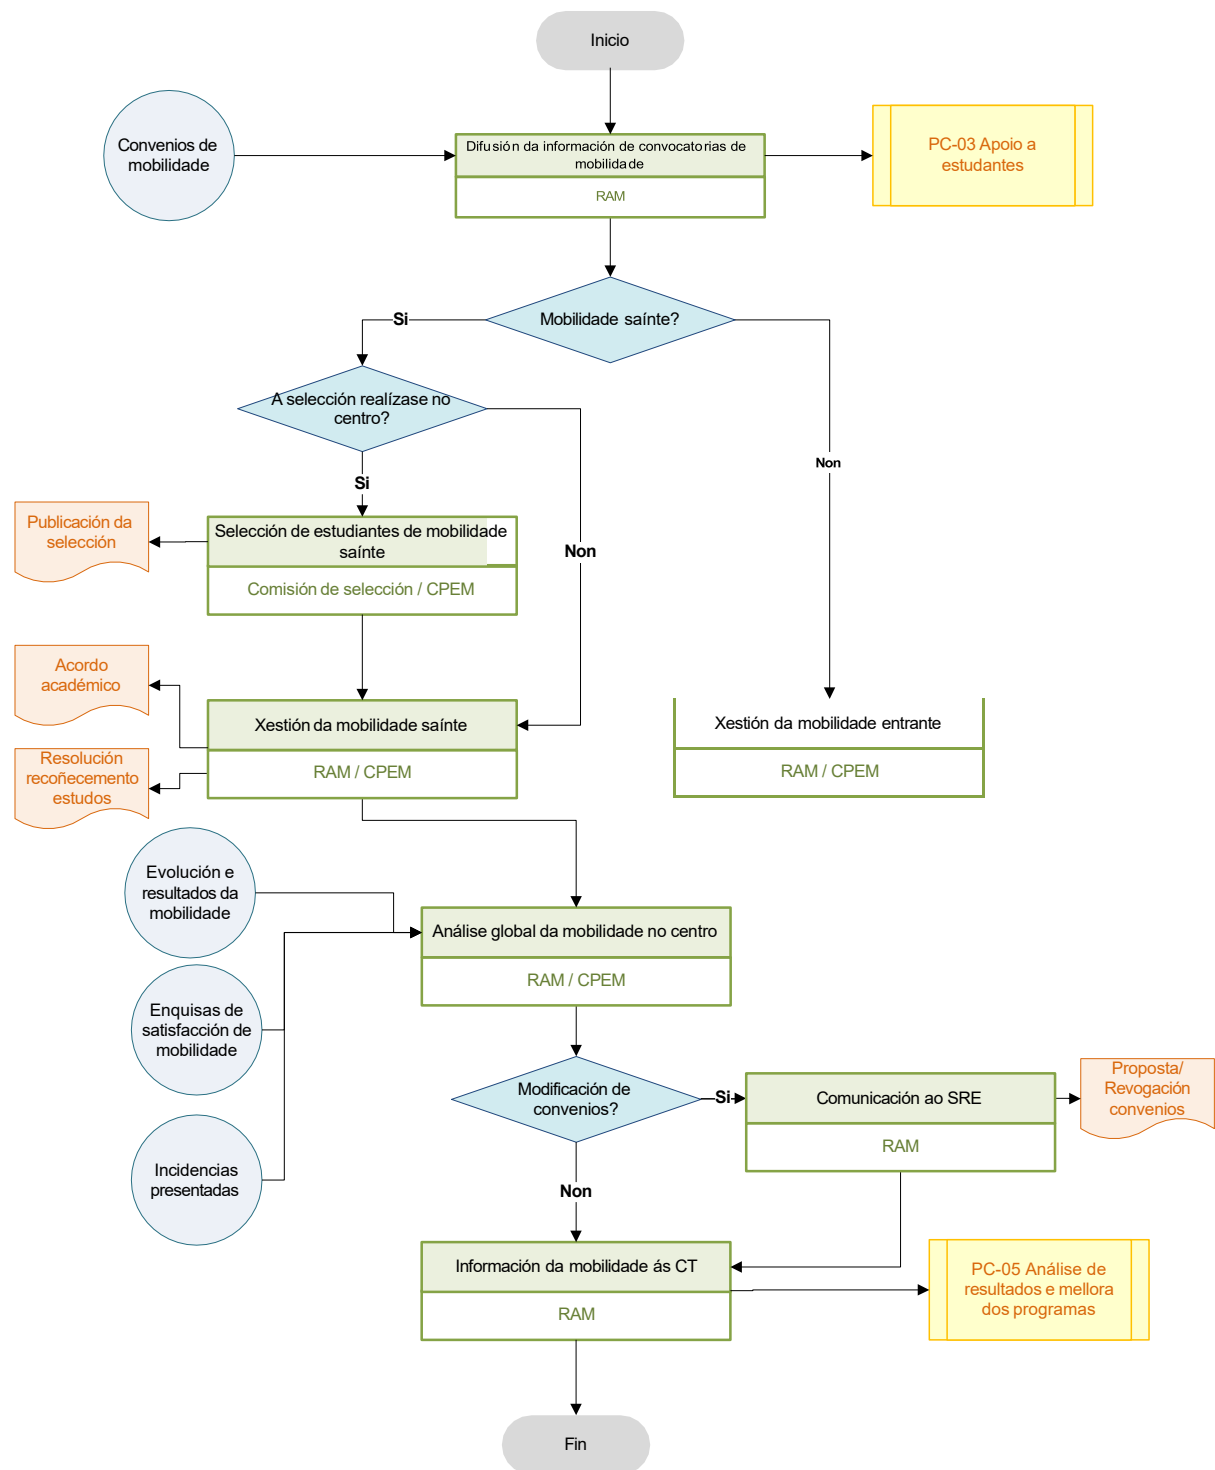 Inicio
Convenios de
mobilidade
Difusión da información de convocatorias de
mobilidade
RAM
PC-03 Apoio a
estudantes
Mobilidade saínte?
Si
A selección realízase no
centro?
Non
Si
Publicación da
selección
Selección de estudiantes de mobilidade
saínte
Comisión de selección / CPEM
Non
Acordo
académico
Xestión da mobilidade saínte
RAM / CPEM
Xestión da mobilidade entrante
RAM / CPEM
Resolución
recoñecemento
estudos
Evolución e
resultados da
mobilidade
Análise global da mobilidade no centro
RAM / CPEM
Enquisas de
satisfacción de
mobilidade
Modificación de
convenios?
Si
Comunicación ao SRE
RAM
Proposta/
Revogación
convenios
Incidencias
presentadas
Non
Información da mobilidade ás CT
RAM
PC-05 Análise de
resultados e mellora
dos programas
Fin